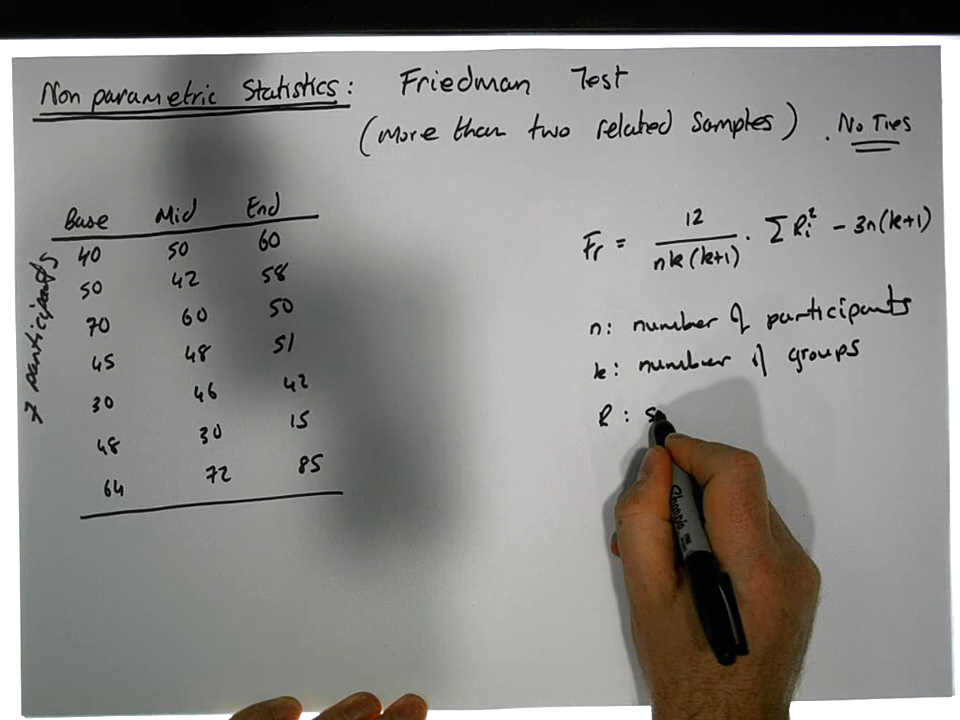 Non parametric Statistics: Friedman Test
(more than two related samples) . No Ties
Base Mid End
40 50 60
50 42 58
70 60 50
45 48 51
30 46 42
48 30 15
64 72 85
7 participants
Fr = 12 / nk(k+1) · ∑ Ri² - 3n(k+1)
n: number of participants
k: number of groups
R: s
Sharpie